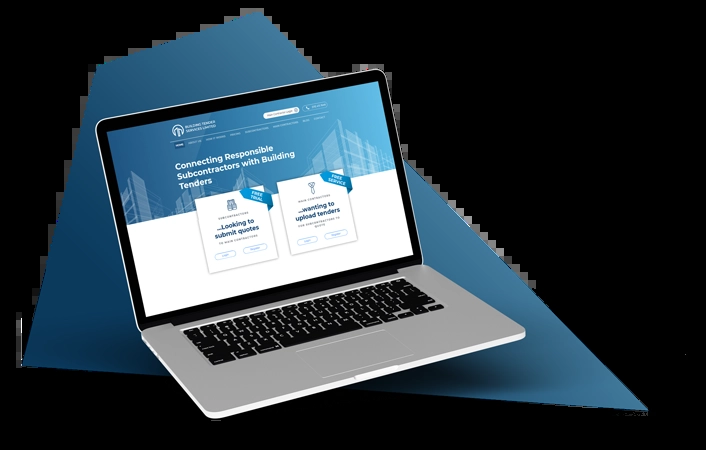 BUILDING TENDER
SERVICES LIMITED
HOME
Connecting Responsible
Subcontractors with Building
Tenders
FREE
TRIAL
SUBCONTRACTORS
...Looking to
submit quotes
TO MAIN CONTRACTORS
FREE
SERVICE
MAIN CONTRACTORS
...wanting to
upload tenders
FOR SUBCONTRACTORS TO
QUOTE